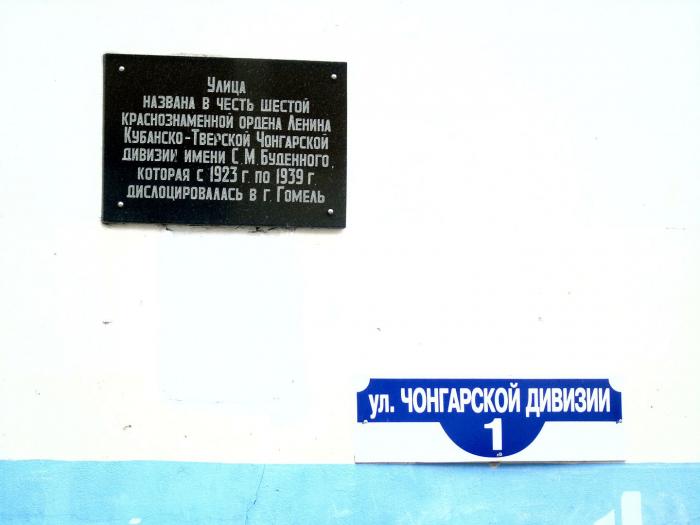 Улица
названа в честь шестой
краснознаменной ордена Ленина
Кубанско-Тверской Чонгарской
дивизии имени С.М.Буденного,
которая с 1923 г. по 1939 г.
дислоцировалась в г. Гомель
ул. ЧОНГАРСКОЙ ДИВИЗИИ
1